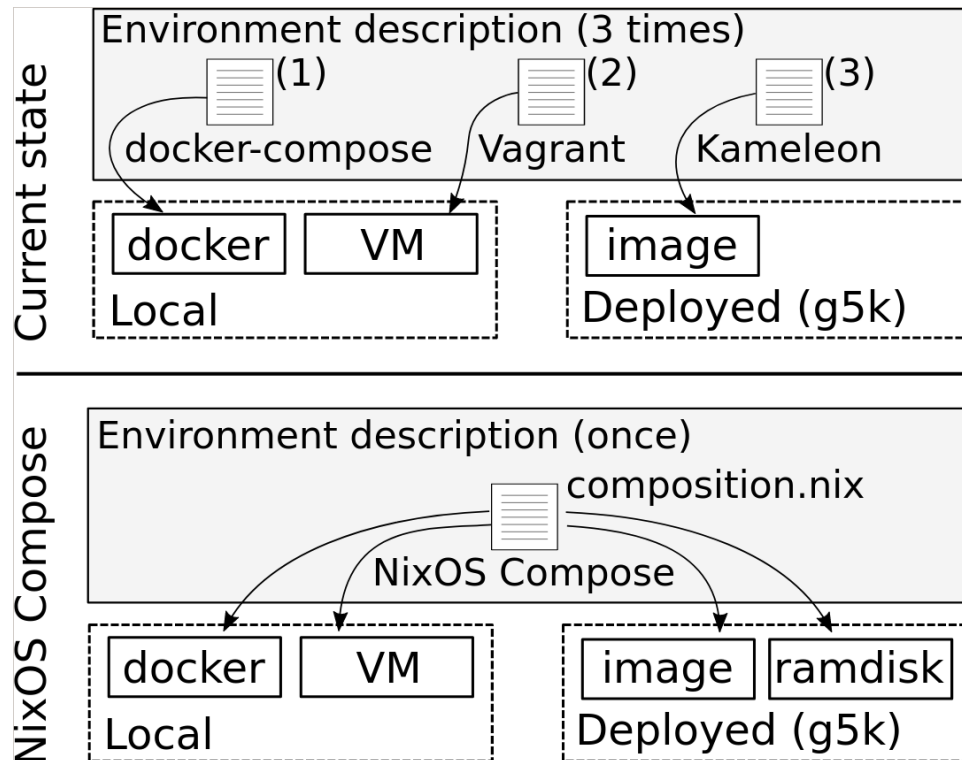 Current state
Environment description (3 times)
(1)
(2)
(3)
docker-compose
Vagrant
Kameleon
docker
VM
image
Local
Deployed (g5k)
NixOS Compose
Environment description (once)
composition.nix
NixOS Compose
docker
VM
image
ramdisk
Local
Deployed (g5k)